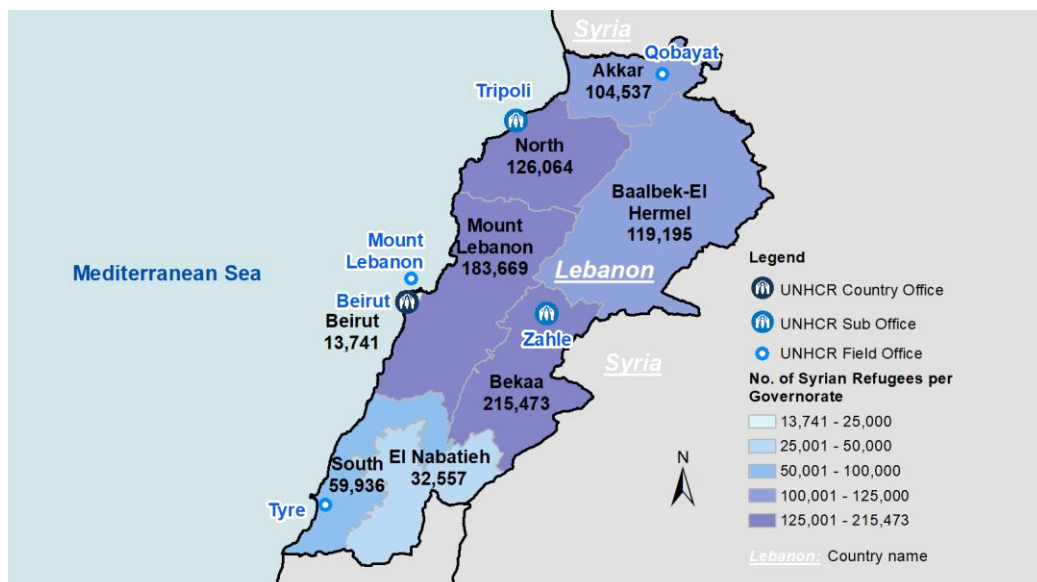 Syria
Qobayat
Akkar
104,537
Tripoli
North
126,064
Baalbek-El
Hermel
119,195
Mount
Lebanon
183,669
Mount
Lebanon
Mediterranean Sea
Lebanon
Beirut
Beirut
13,741
Zahle
Syria
Bekaa
215,473
South
59,936
El Nabatieh
32,557
Tyre
N
Legend
UNHCR Country Office
UNHCR Sub Office
UNHCR Field Office
No. of Syrian Refugees per
Governorate
13,741 - 25,000
25,001 - 50,000
50,001 - 100,000
100,001 - 125,000
125,001 - 215,473
Lebanon: Country name